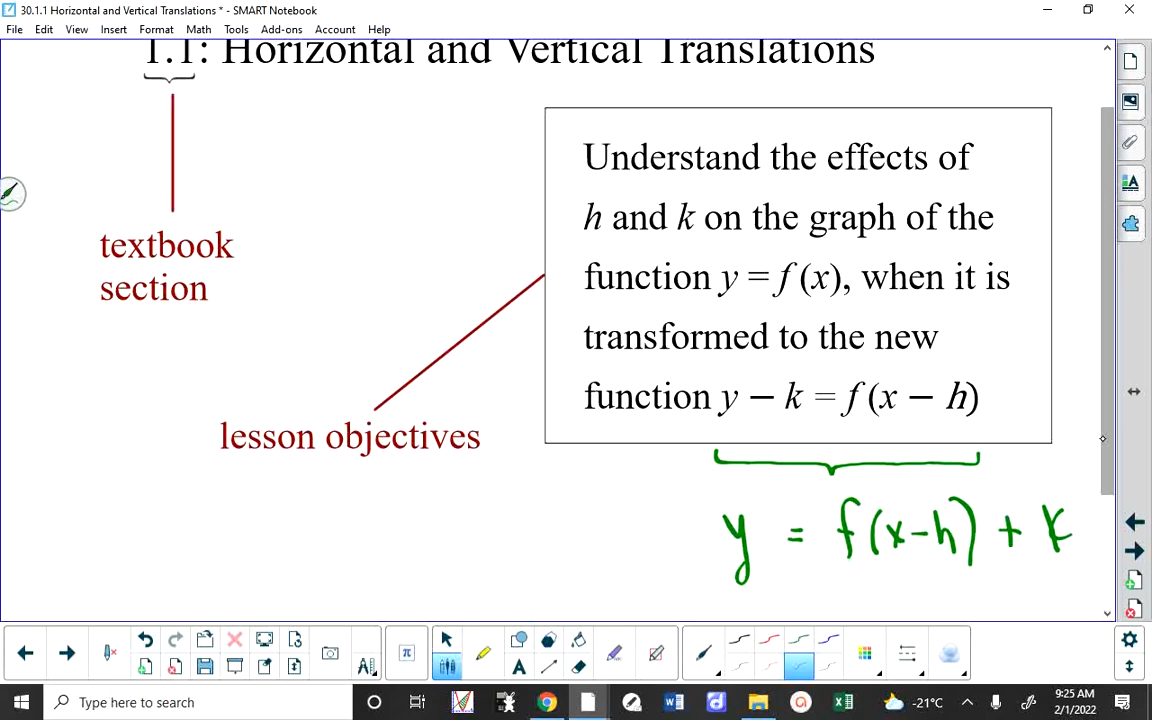 30.1.1 Horizontal and Vertical Translations * - SMART Notebook
File Edit View Insert Format Math Tools Add-ons Account Help
1.1: Horizontal and Vertical Translations
textbook
section
Understand the effects of
h and k on the graph of the
function y = f (x), when it is
transformed to the new
function y − k = f (x − h)
lesson objectives
y = f(x-h) + k
π
A
Type here to search
-21°C
9:25 AM
2/1/2022